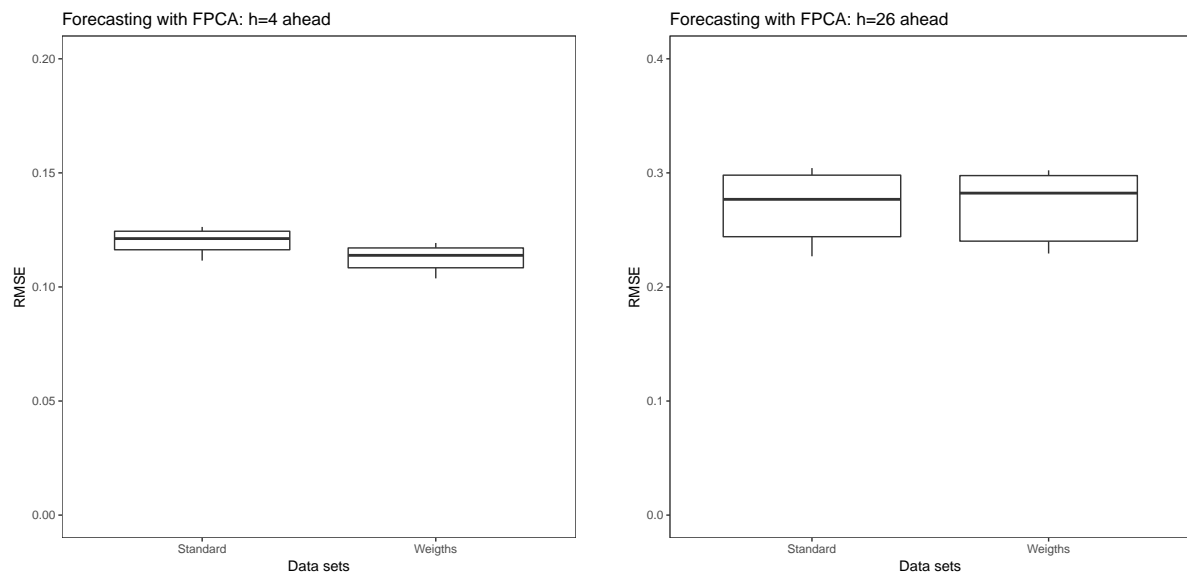 Forecasting with FPCA: h=4 ahead
0.20
0.15
0.10
0.05
0.00
RMSE
Standard
Weigths
Data sets
Forecasting with FPCA: h=26 ahead
0.4
0.3
0.2
0.1
0.0
RMSE
Standard
Weigths
Data sets